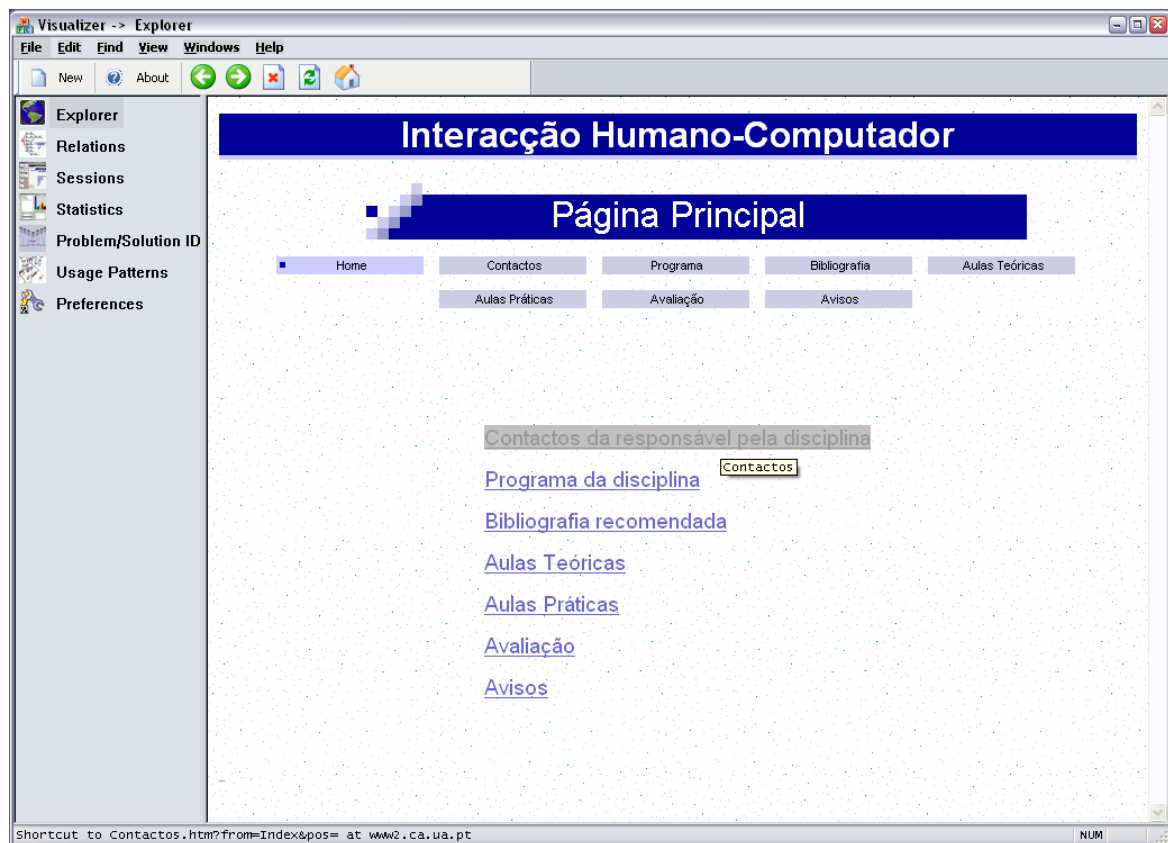 Visualizer -> Explorer
File Edit Find View Windows Help
New About
Explorer
Relations
Sessions
Statistics
Problem/Solution ID
Usage Patterns
Preferences
Interacção Humano-Computador
Página Principal
Home Contactos Programa Bibliografia Aulas Teóricas
Aulas Práticas Avaliação Avisos
Contactos da responsável pela disciplina
Contactos
Programa da disciplina
Bibliografia recomendada
Aulas Teóricas
Aulas Práticas
Avaliação
Avisos
Shortcut to Contactos.htm?from=Index&pos= at www2.ca.ua.pt NUM